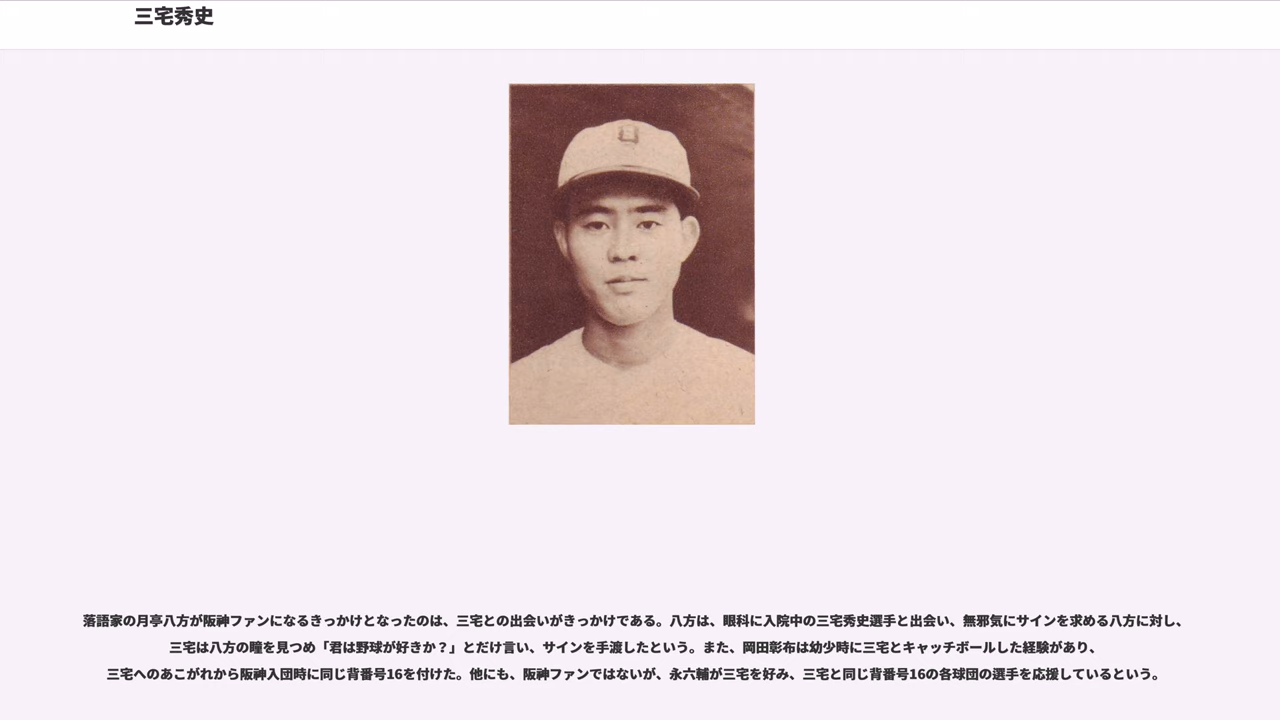 三宅秀史
落語家の月亭八方が阪神ファンになるきっかけとなったのは、三宅との出会いがきっかけである。八方は、眼科に入院中の三宅秀史選手と出会い、無邪気にサインを求める八方に対し、
三宅は八方の瞳を見つめ「君は野球が好きか？」とだけ言い、サインを手渡したという。また、岡田彰布は幼少時に三宅とキャッチボールした経験があり、
三宅へのあこがれから阪神入団時に同じ背番号16を付けた。他にも、阪神ファンではないが、永六輔が三宅を好み、三宅と同じ背番号16の各球団の選手を応援しているという。